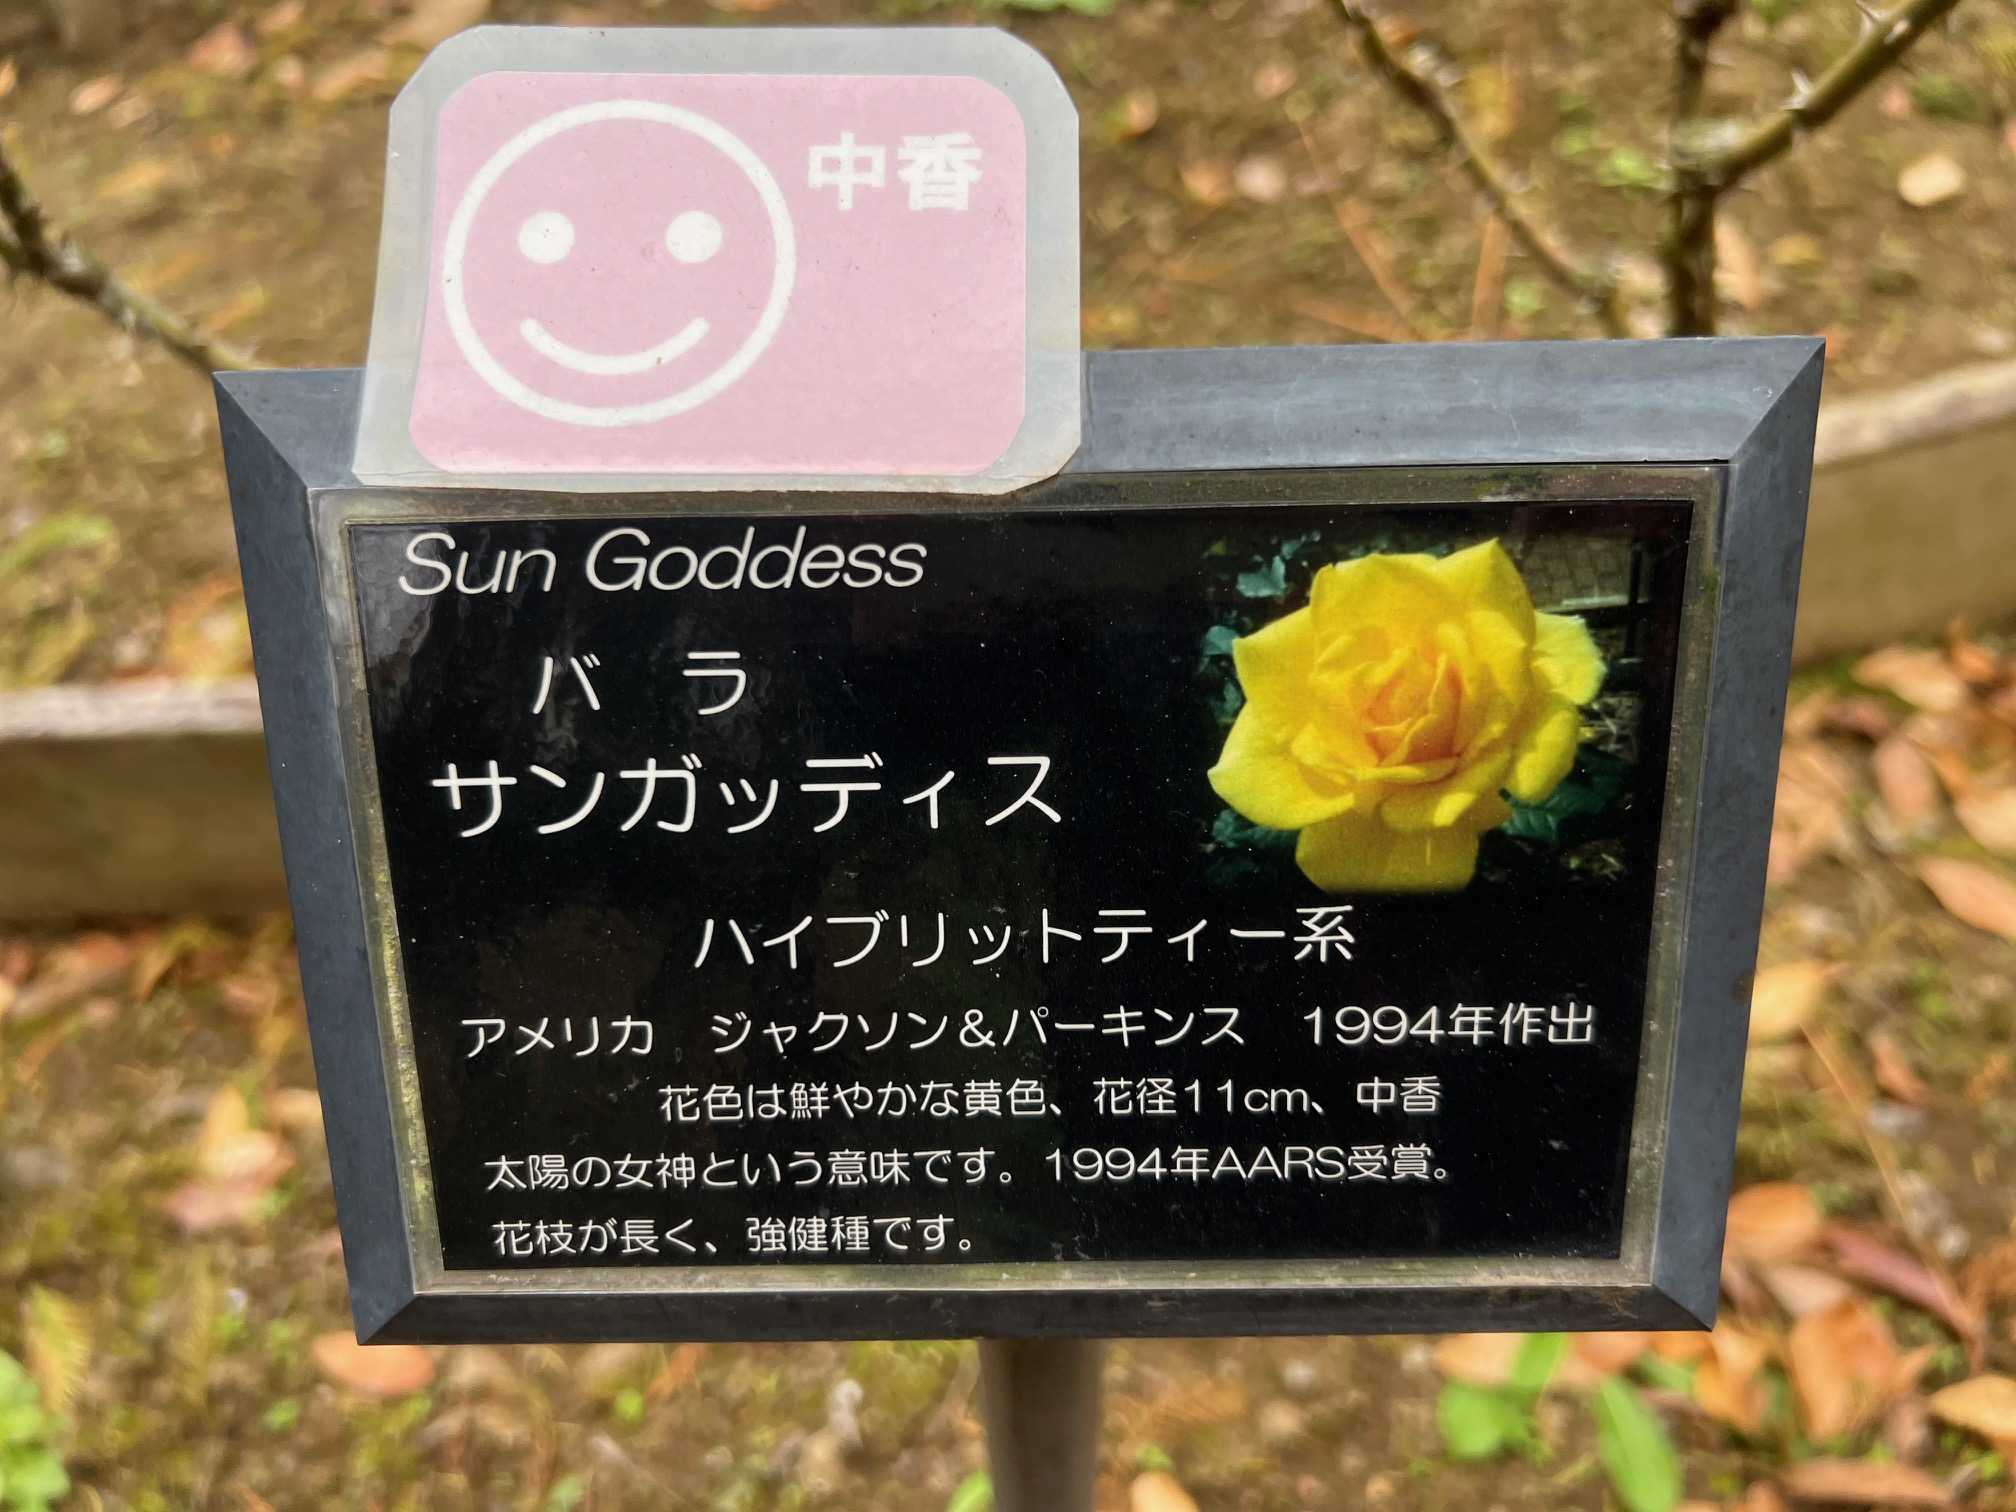 中香
Sun Goddess
バラ
サンガッディス
ハイブリットティー系
アメリカ ジャクソン&パーキンス 1994年作出
花色は鮮やかな黄色、花径11cm、中香
太陽の女神という意味です。1994年AARS受賞。
花枝が長く、強健種です。